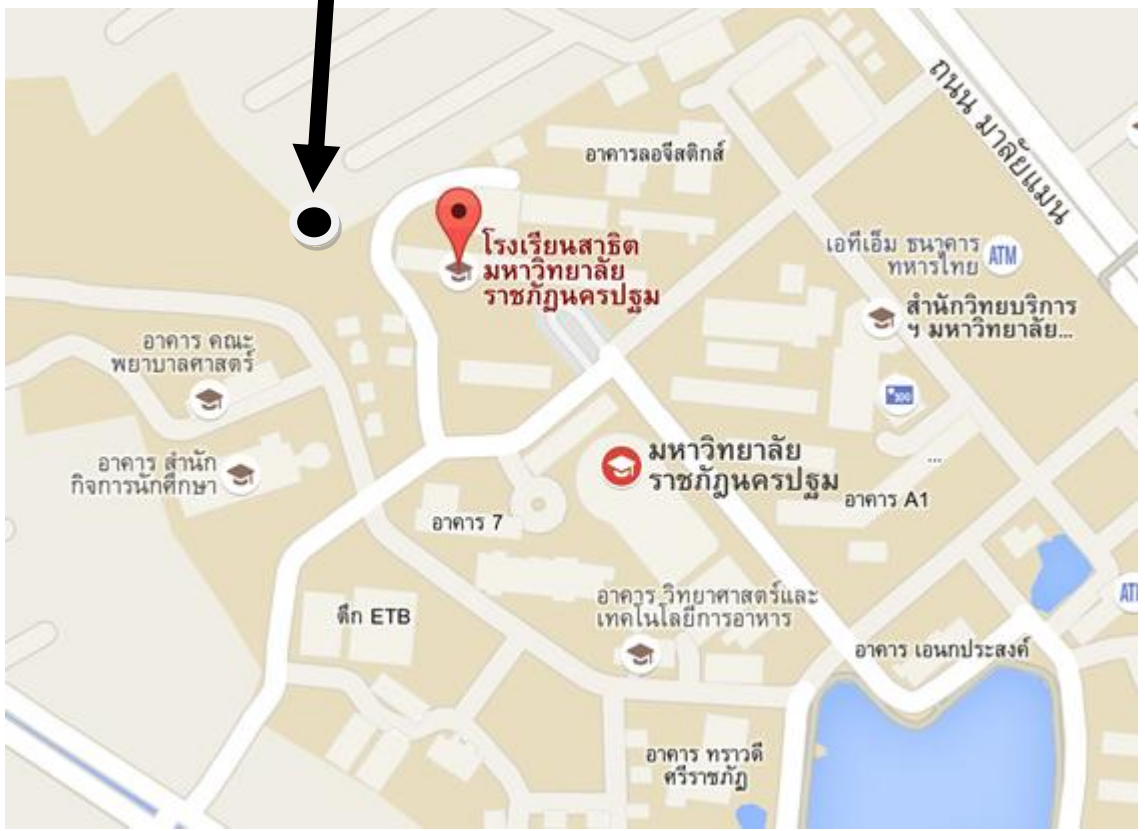 อาคารลอจีสติกส์
ถนน มาลัยแมน
โรงเรียนสาธิต
มหาวิทยาลัย
ราชภัฏนครปฐม
เอทีเอ็ม ธนาคาร
ทหารไทย
ATM
สำนักวิทยบริการ
ฯ มหาวิทยาลัย...
อาคาร คณะ
พยาบาลศาสตร์
อาคาร สำนัก
กิจการนักศึกษา
มหาวิทยาลัย
ราชภัฏนครปฐม
...
อาคาร A1
อาคาร 7
อาคาร วิทยาศาสตร์และ
เทคโนโลยีการอาหาร
ตึก ETB
อาคาร เอนกประสงค์
อาคาร ทราวดี
ศรีราชภัฏ